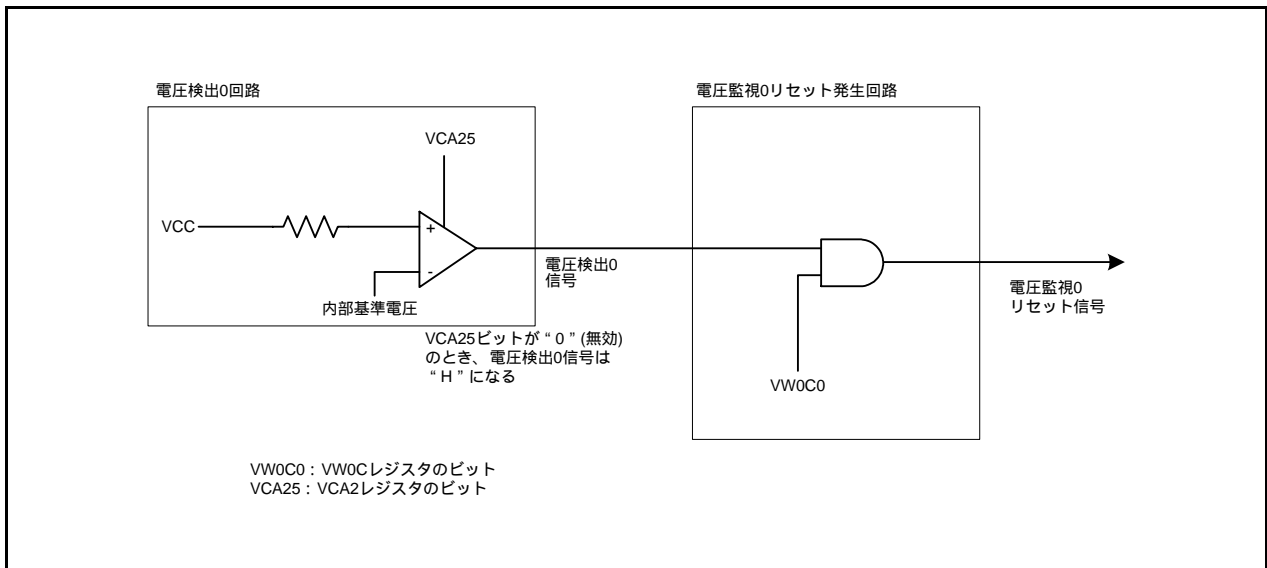 電圧検出0回路
VCA25
VCC
+
-
内部基準電圧
電圧検出0
信号
VCA25ビットが“0”(無効)
のとき、電圧検出0信号は
“H”になる
電圧監視0リセット発生回路
VW0C0
電圧監視0
リセット信号
VW0C0：VW0Cレジスタのビット
VCA25：VCA2レジスタのビット